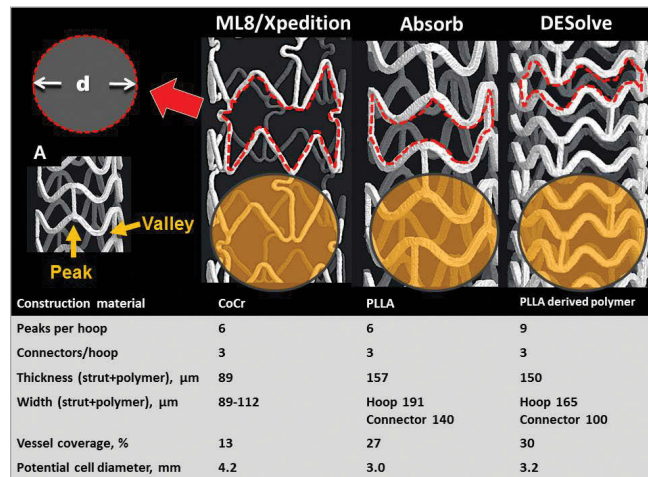 ML8/Xpedition Absorb DESolve
d
A
Valley
Peak
Construction material CoCr PLLA PLLA derived polymer
Peaks per hoop 6 6 9
Connectors/hoop 3 3 3
Thickness (strut+polymer), μm 89 157 150
Width (strut+polymer), μm 89-112 Hoop 191 Hoop 165
Connector 140 Connector 100
Vessel coverage, % 13 27 30
Potential cell diameter, mm 4.2 3.0 3.2